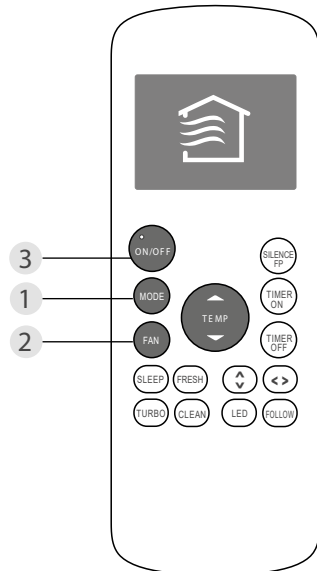 3
ON/OFF
SILENCE
FP
1
MODE
TEMP
TIMER
ON
2
FAN
TIMER
OFF
SLEEP
FRESH
TURBO
CLEAN
LED
FOLLOW